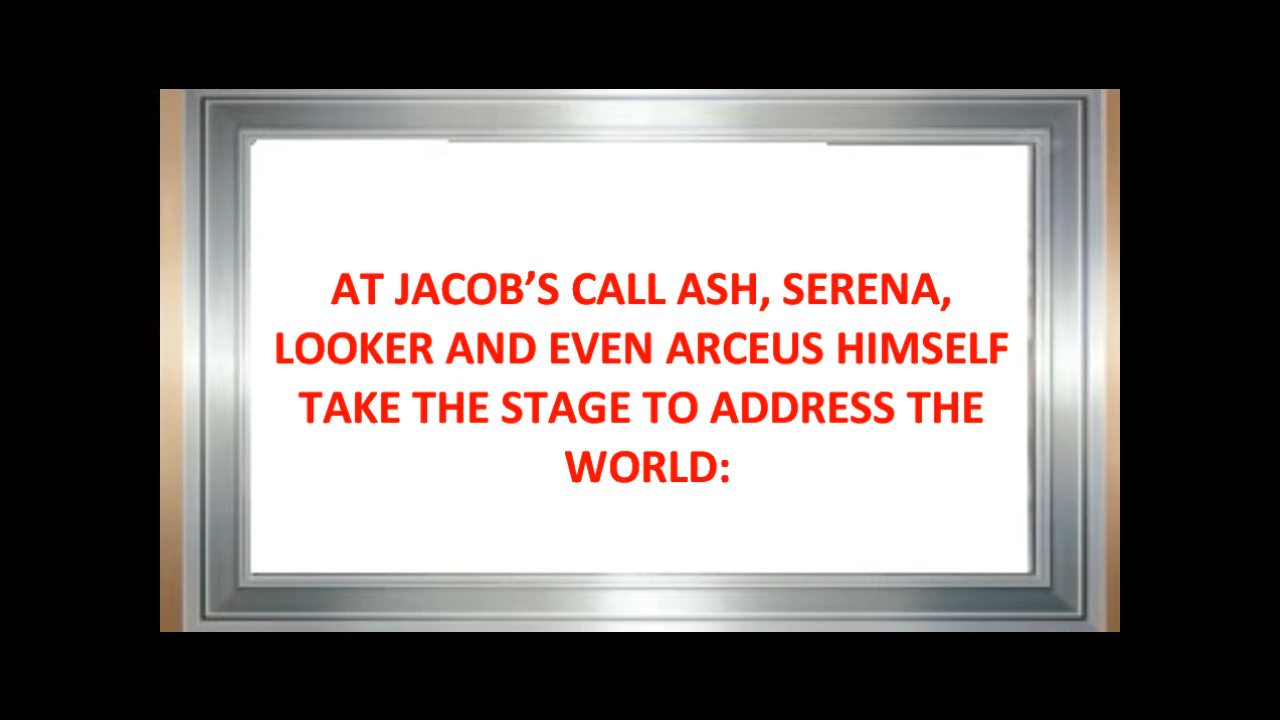 AT JACOB’S CALL ASH, SERENA,
LOOKER AND EVEN ARCEUS HIMSELF
TAKE THE STAGE TO ADDRESS THE
WORLD: